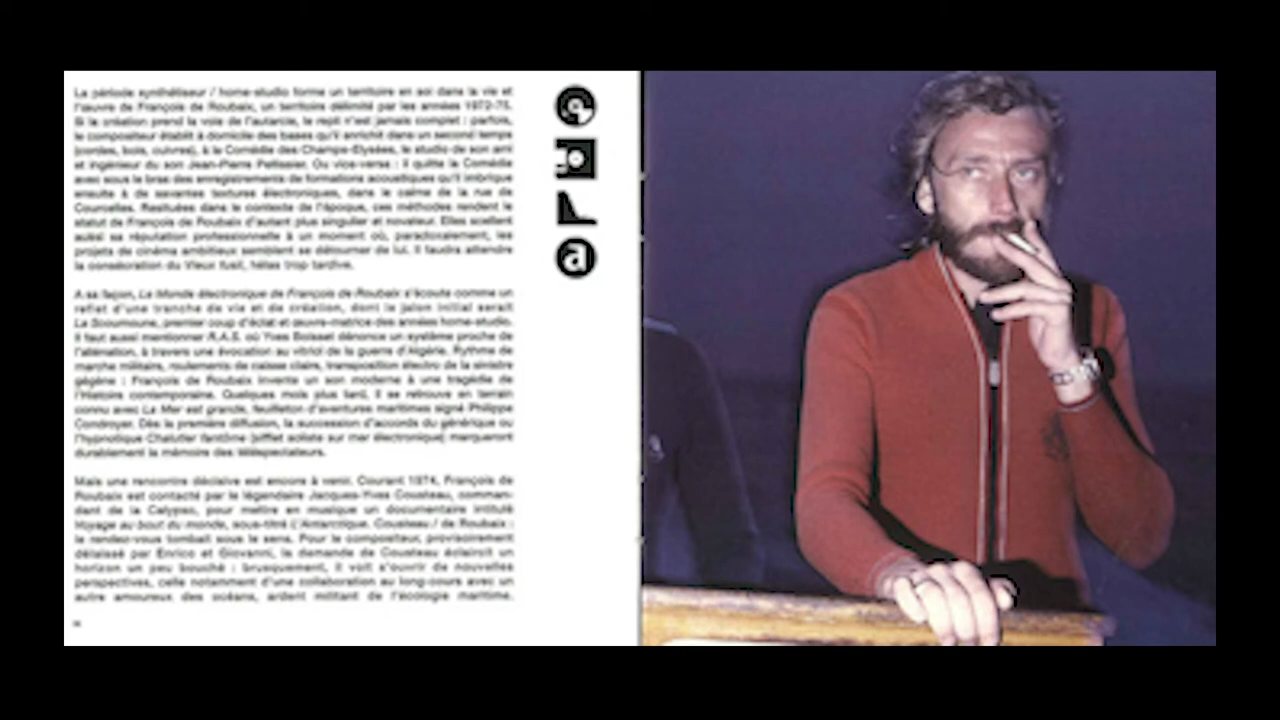 La période synthétiseur / home-studio forme un territoire en soi dans la vie et
l'œuvre de François de Roubaix, un territoire délimité par les années 1972-75.
Si la création prend la voie de l'autarcie, le repli n'est jamais complet : parfois,
le compositeur établit à domicile des bases qu'il enrichit dans un second temps
(cordes, bois, cuivres), à la Comédie des Champs-Elysées, le studio de son ami
et ingénieur du son Jean-Pierre Pellissier. Ou vice-versa : il quitte la Comédie
avec sous le bras des enregistrements de formations acoustiques qu'il imbrique
ensuite à de savantes textures électroniques, dans le calme de la rue de
Courcelles. Restituées dans le contexte de l'époque, ces méthodes rendent le
statut de François de Roubaix d'autant plus singulier et novateur. Elles scellent
aussi sa réputation professionnelle à un moment où, paradoxalement, les
projets de cinéma ambitieux semblent se détourner de lui. Il faudra attendre
la consécration du Vieux fusil, hélas trop tardive.
A sa façon, Le Monde électronique de François de Roubaix s'écoute comme un
reflet d'une tranche de vie et de création, dont le jalon initial serait
La Scoumoune, premier coup d'éclat et œuvre-matrice des années home-studio.
Il faut aussi mentionner R.A.S. où Yves Boisset dénonce un système proche de
l'aliénation, à travers une évocation au vitriol de la guerre d'Algérie. Rythme de
marche militaire, roulements de caisse claire, transposition électro de la sinistre
gégène : François de Roubaix invente un son moderne à une tragédie de
l'Histoire contemporaine. Quelques mois plus tard, il se retrouve en terrain
connu avec La Mer est grande, feuilleton d'aventures maritimes signé Philippe
Condroyer. Dès la première diffusion, la succession d'accords du générique ou
l'hypnotique Chalutier fantôme (sifflet soliste sur mer électronique) marqueront
durablement la mémoire des téléspectateurs.
Mais une rencontre décisive est encore à venir. Courant 1974, François de
Roubaix est contacté par le légendaire Jacques-Yves Cousteau, comman-
dant de la Calypso, pour mettre en musique un documentaire intitulé
Voyage au bout du monde, sous-titré L'Antarctique. Cousteau / de Roubaix :
le rendez-vous tombait sous le sens. Pour le compositeur, provisoirement
délaissé par Enrico et Giovanni, la demande de Cousteau éclaircit un
horizon un peu bouché : brusquement, il voit s'ouvrir de nouvelles
perspectives, celle notamment d'une collaboration au long-cours avec un
autre amoureux des océans, ardent militant de l'écologie maritime.